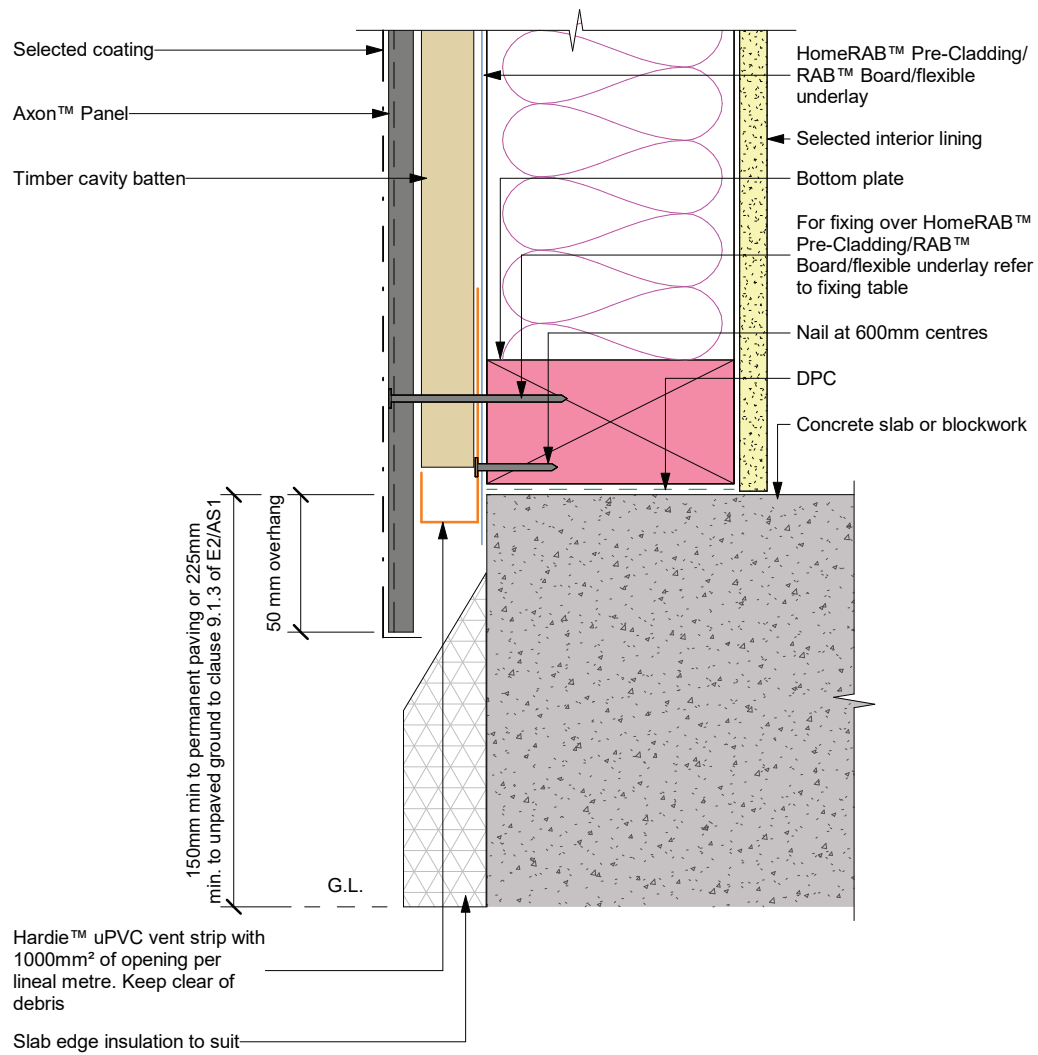 Selected coating
Axon™ Panel
Timber cavity batten
HomeRAB™ Pre-Cladding/
RAB™ Board/flexible
underlay
Selected interior lining
Bottom plate
For fixing over HomeRAB™
Pre-Cladding/RAB™
Board/flexible underlay refer
to fixing table
Nail at 600mm centres
DPC
Concrete slab or blockwork
150mm min to permanent paving or 225mm
min. to unpaved ground to clause 9.1.3 of E2/AS1
50 mm overhang
G.L.
Hardie™ uPVC vent strip with
1000mm² of opening per
lineal metre. Keep clear of
debris
Slab edge insulation to suit